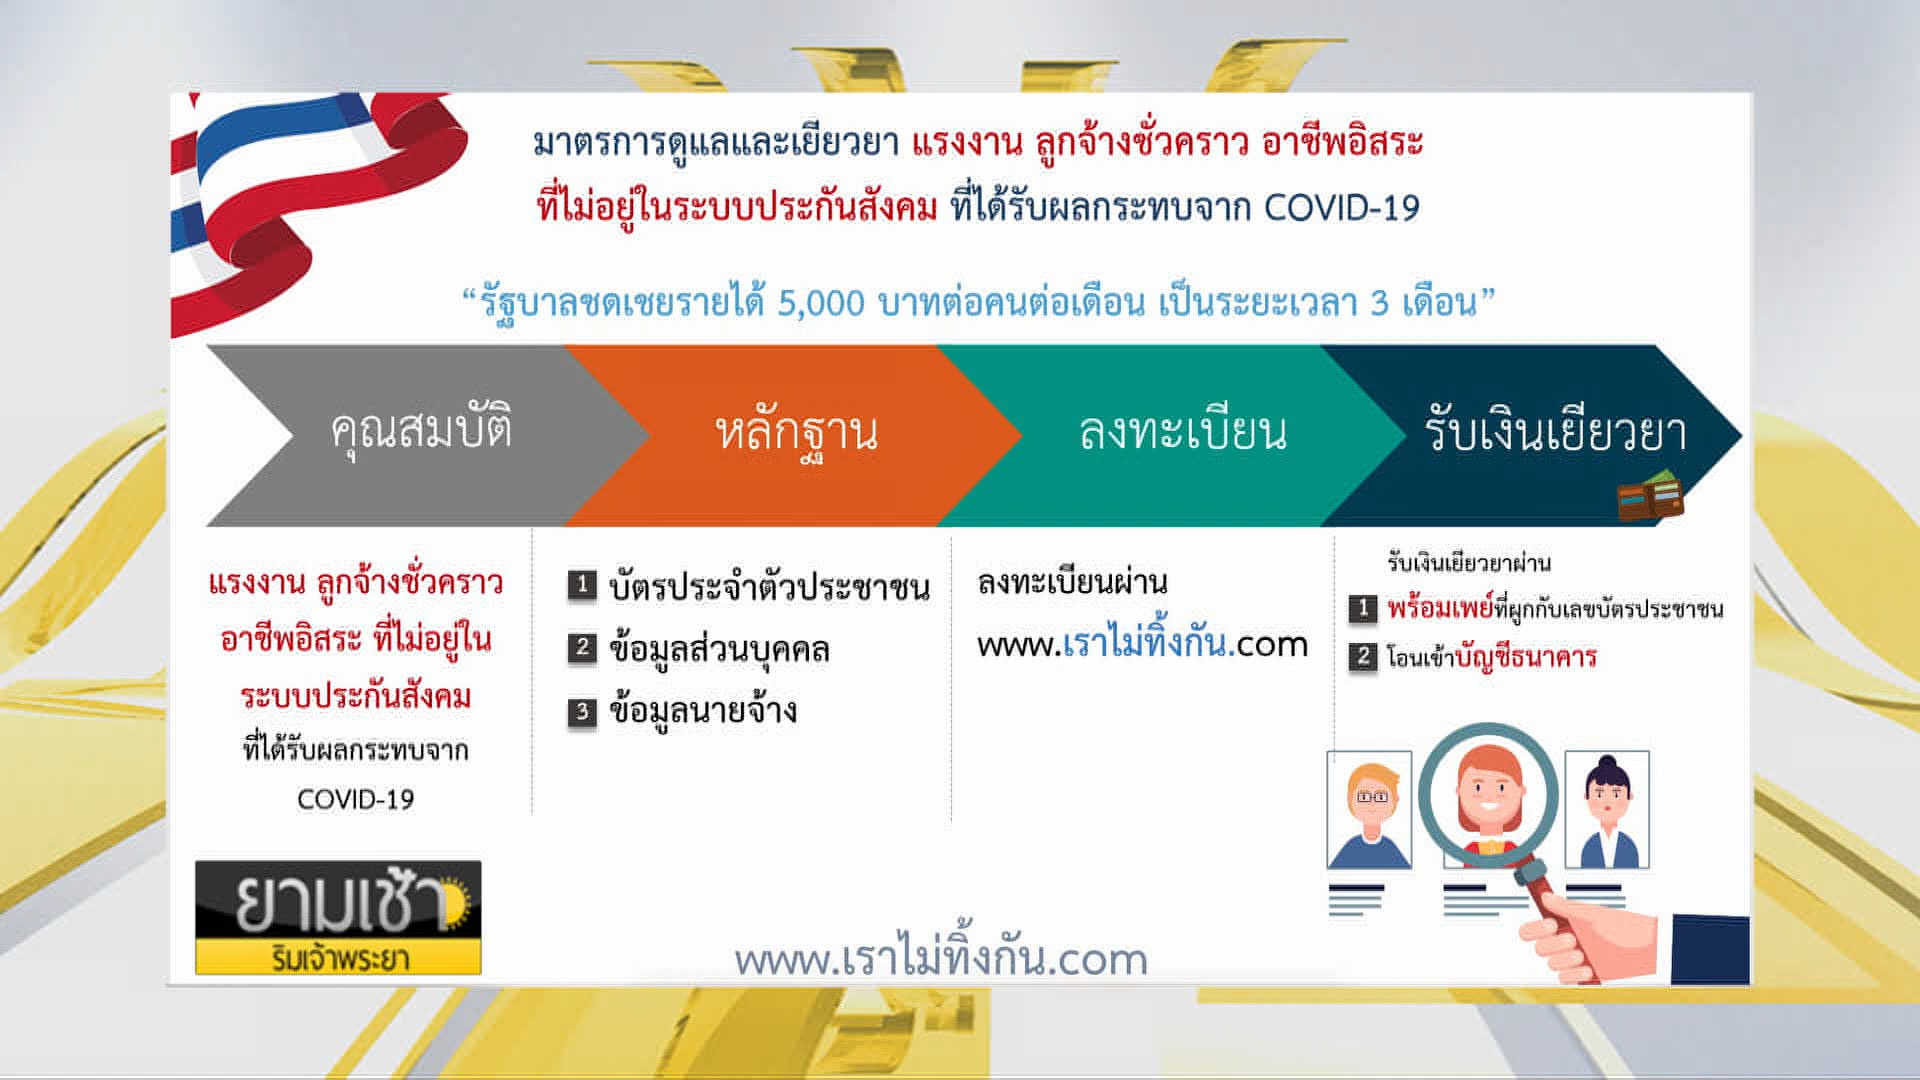 มาตรการดูแลและเยียวยา แรงงาน ลูกจ้างชั่วคราว อาชีพอิสระ
ที่ไม่อยู่ในระบบประกันสังคม ที่ได้รับผลกระทบจาก COVID-19
“รัฐบาลชดเชยรายได้ 5,000 บาทต่อคนต่อเดือน เป็นระยะเวลา 3 เดือน”
คุณสมบัติ
หลักฐาน
ลงทะเบียน
รับเงินเยียวยา
แรงงาน ลูกจ้างชั่วคราว
อาชีพอิสระ ที่ไม่อยู่ใน
ระบบประกันสังคม
ที่ได้รับผลกระทบจาก
COVID-19
1 บัตรประจำตัวประชาชน
2 ข้อมูลส่วนบุคคล
3 ข้อมูลนายจ้าง
ลงทะเบียนผ่าน
www.เราไม่ทิ้งกัน.com
รับเงินเยียวยาผ่าน
1 พร้อมเพย์ที่ผูกกับเลขบัตรประชาชน
2 โอนเข้าบัญชีธนาคาร
ยามเช้า
ริมเจ้าพระยา
www.เราไม่ทิ้งกัน.com